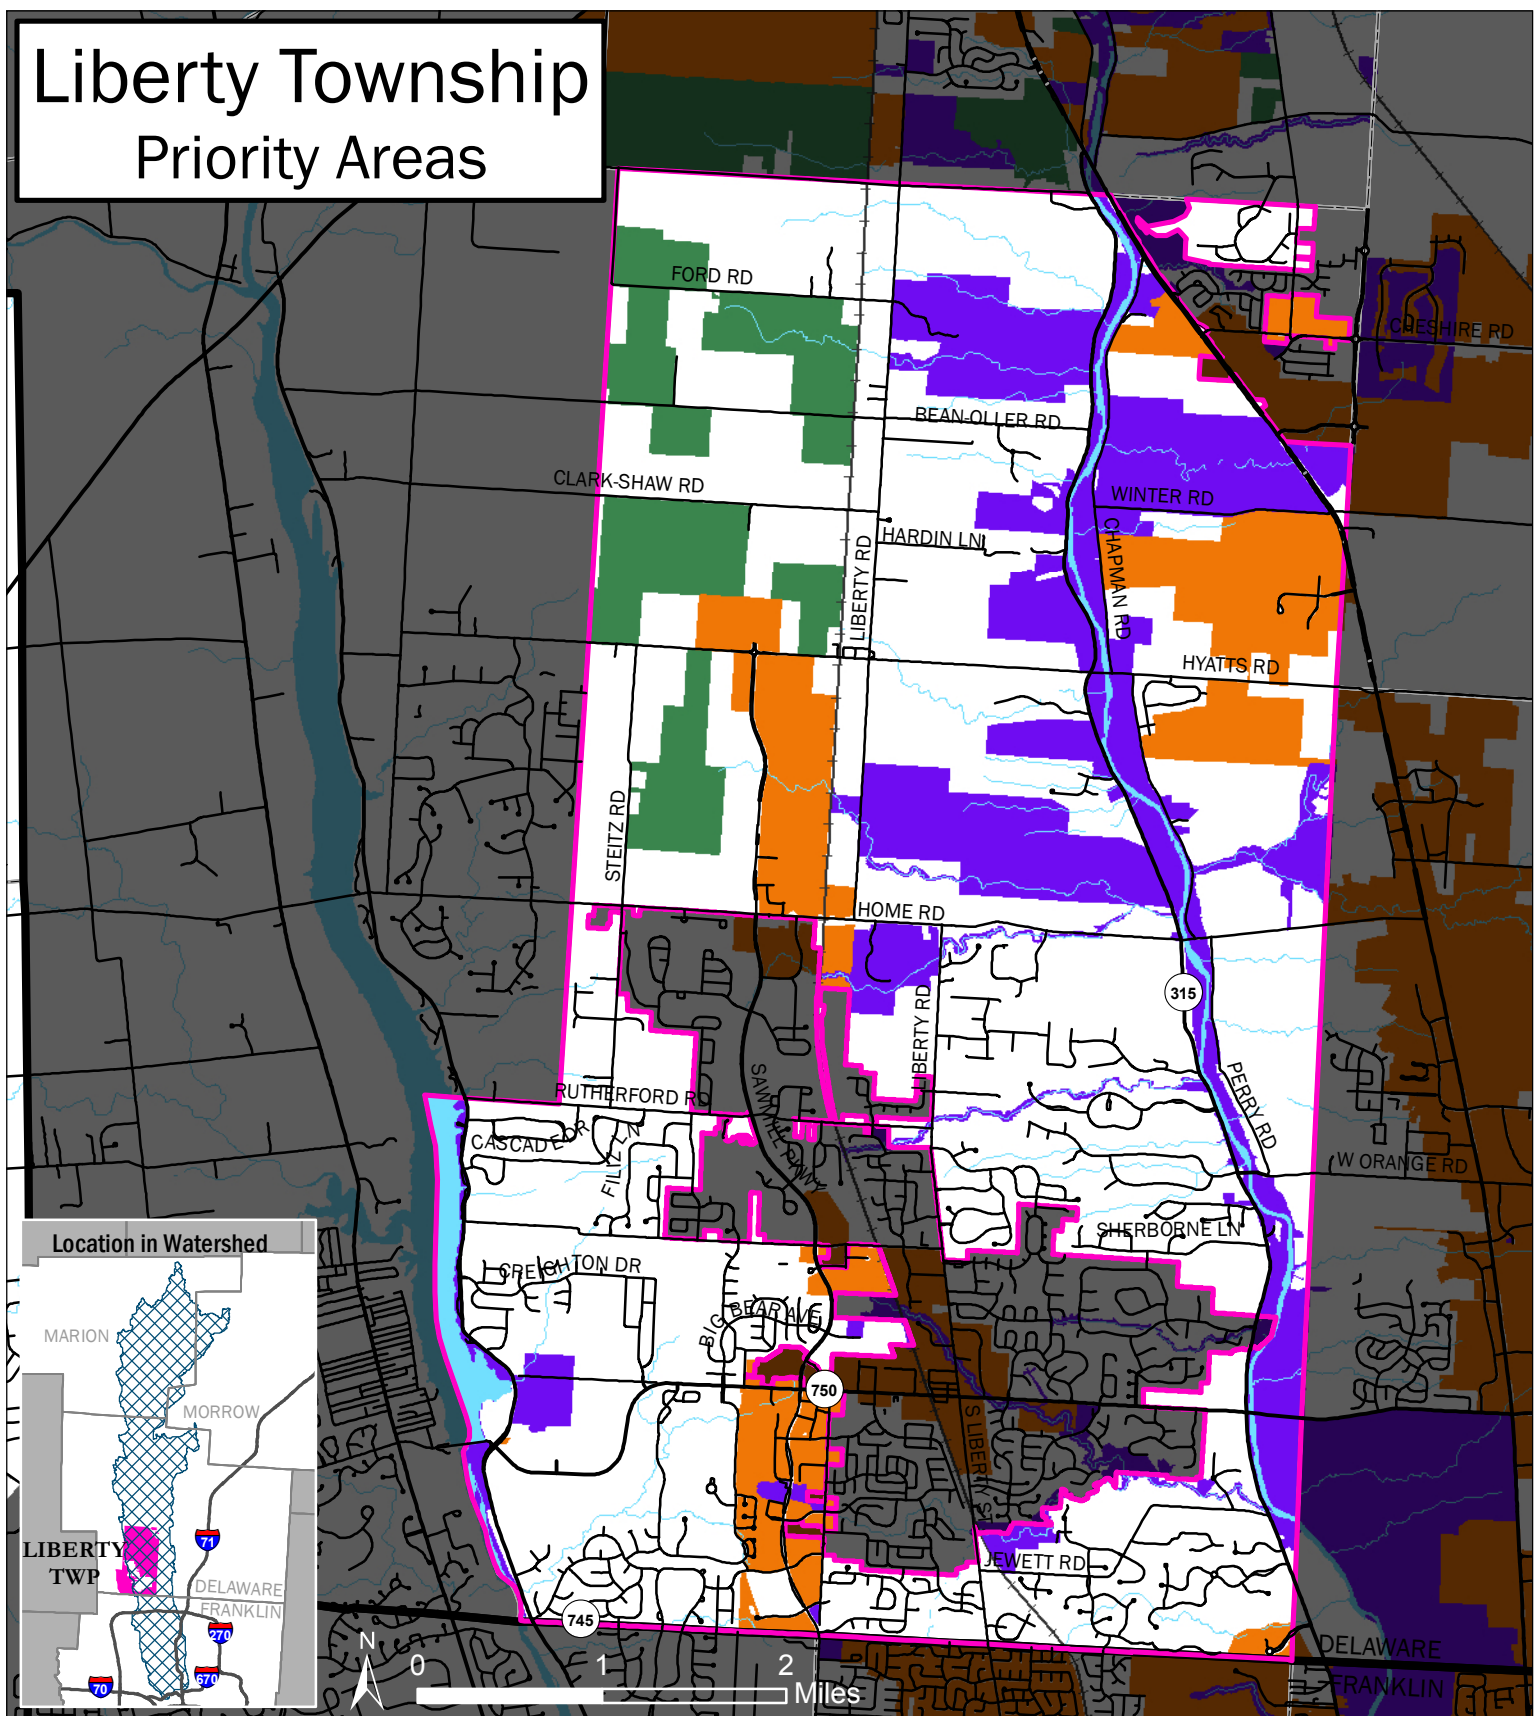 Liberty Township
Priority Areas
FORD RD
CHESHIRE RD
BEAN-OLLER RD
CLARK-SHAW RD
WINTER RD
HARDIN LN
LIBERTY RD
CHAPMAN RD
HYATTS RD
STEITZ RD
HOME RD
315
LIBERTY RD
SAWMILL PKWY
PERRY RD
RUTHERFORD RD
CASCADE DR
FILIZ LN
W ORANGE RD
SHERBORNE LN
CREIGHTON DR
BIG BEAR AVE
750
S LIBERTY ST
JEWETT RD
745
DELAWARE
FRANKLIN
N
0 1 2
Miles
Location in Watershed
MARION
MORROW
71
LIBERTY
TWP
DELAWARE
FRANKLIN
270
670
70